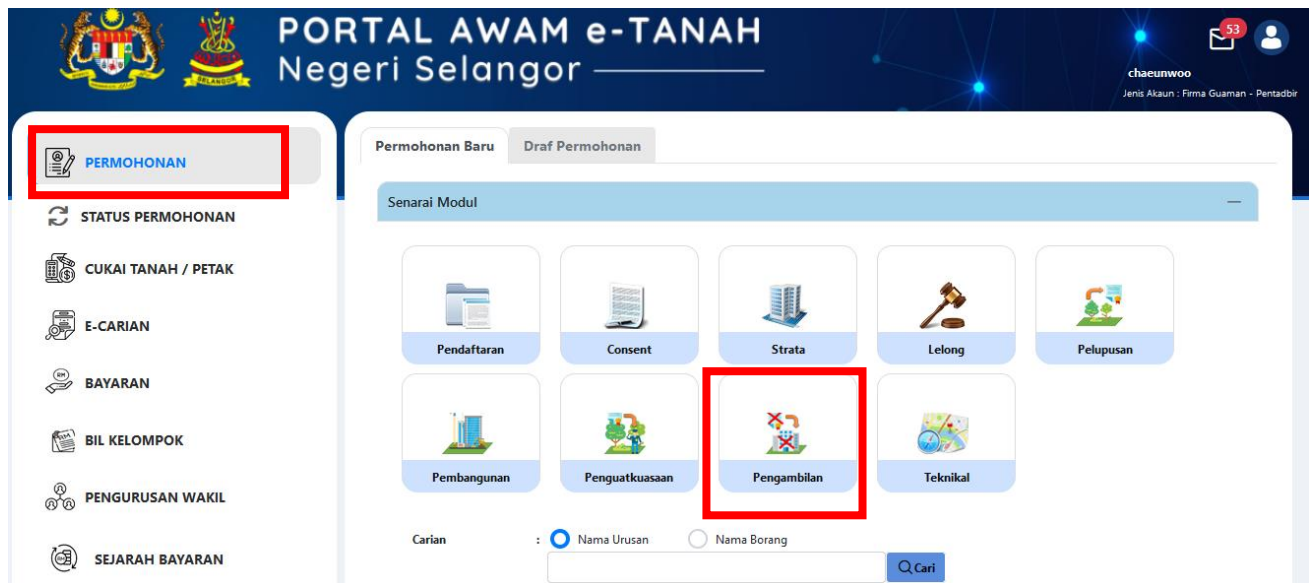 PORTAL AWAM e-TANAH
Negeri Selangor
53
chaeunwoo
Jenis Akaun : Firma Guaman - Pentadbir
PERMOHONAN
STATUS PERMOHONAN
CUKAI TANAH / PETAK
E-CARIAN
BAYARAN
BIL KELOMPOK
PENGURUSAN WAKIL
SEJARAH BAYARAN
Permohonan Baru Draf Permohonan
Senarai Modul
Pendaftaran Consent Strata Lelong Pelupusan
Pembangunan Penguatkuasaan Pengambilan Teknikal
Carian : Nama Urusan Nama Borang
Cari